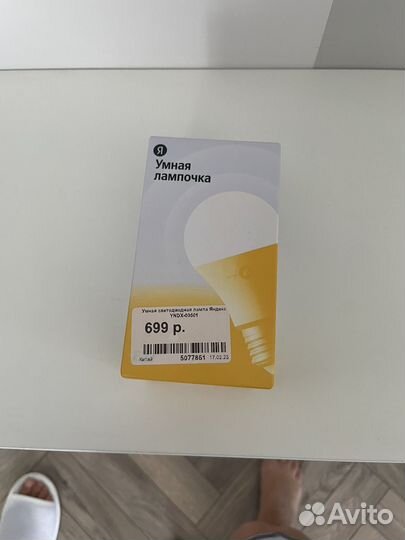 Я
Умная
лампочка
Умная светодиодная лампа Яндекс
YNDX-00501
699 р.
Китай 5077851 17.02.23
Avito